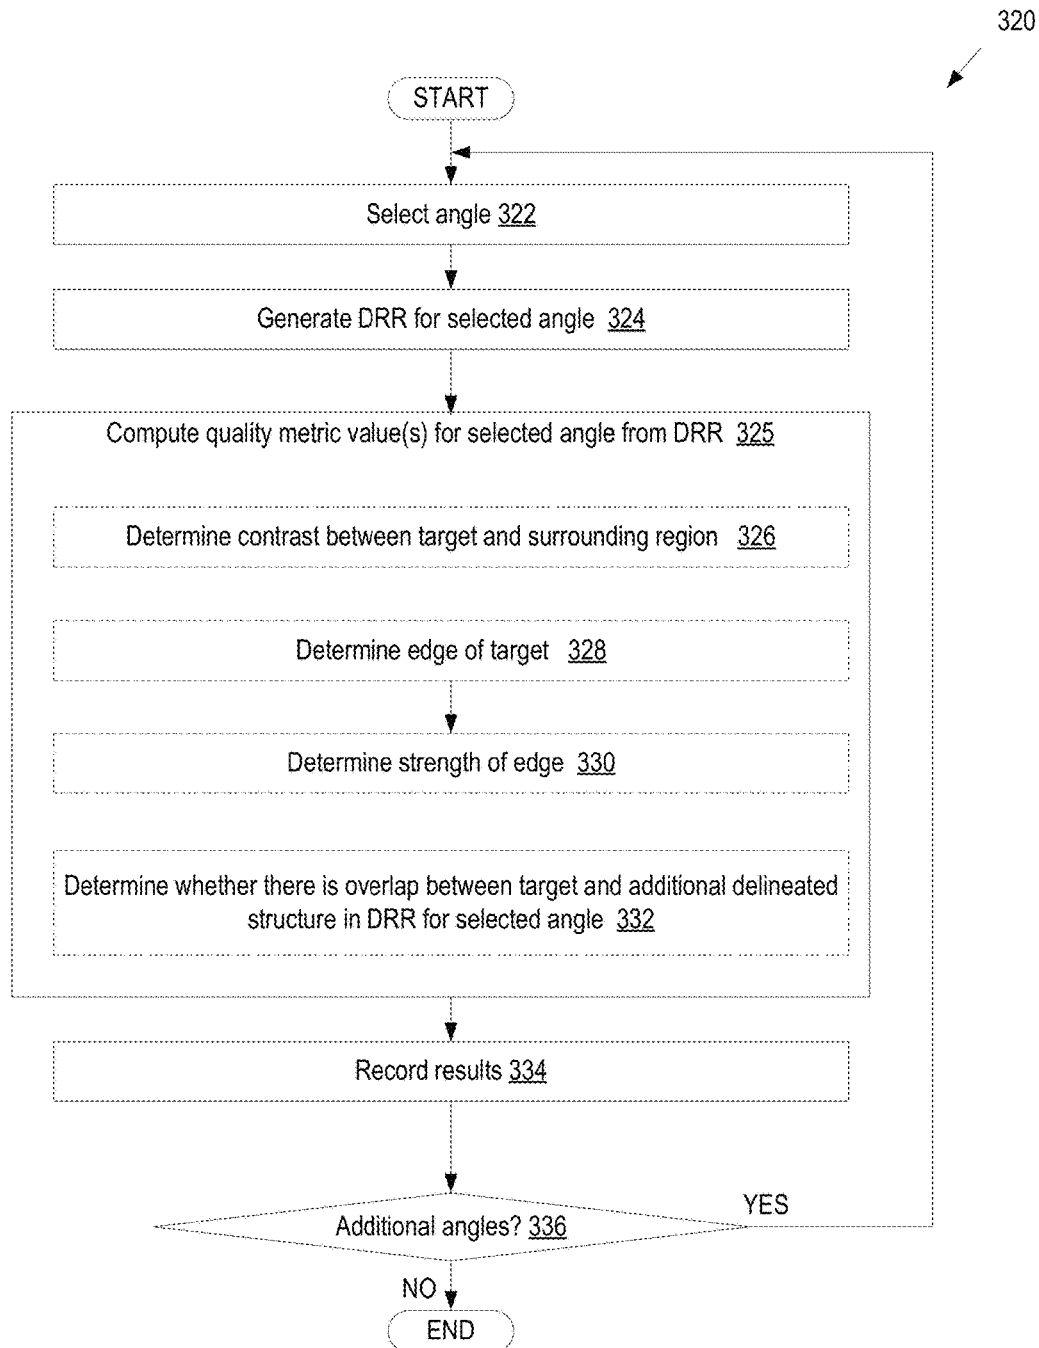 320
START
Select angle 322
Generate DRR for selected angle 324
Compute quality metric value(s) for selected angle from DRR 325
Determine contrast between target and surrounding region 326
Determine edge of target 328
Determine strength of edge 330
Determine whether there is overlap between target and additional delineated
structure in DRR for selected angle 332
Record results 334
YES
Additional angles? 336
NO
END